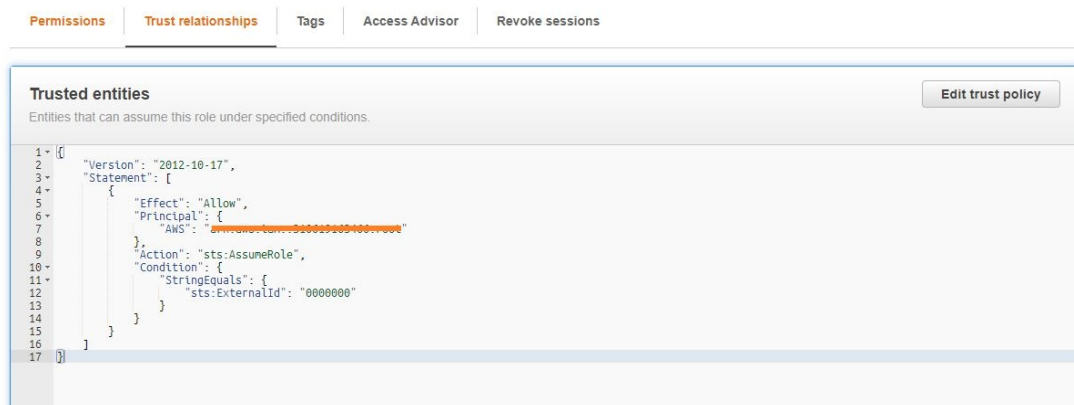 Permissions Trust relationships Tags Access Advisor Revoke sessions
Trusted entities
Edit trust policy
Entities that can assume this role under specified conditions.
1 {
2 "Version": "2012-10-17",
3 "Statement": [
4 {
5 "Effect": "Allow",
6 "Principal": {
7 "AWS": "
8 },
9 "Action": "sts:AssumeRole",
10 "Condition": {
11 "StringEquals": {
12 "sts:ExternalId": "0000000"
13 }
14 }
15 }
16 ]
17 }